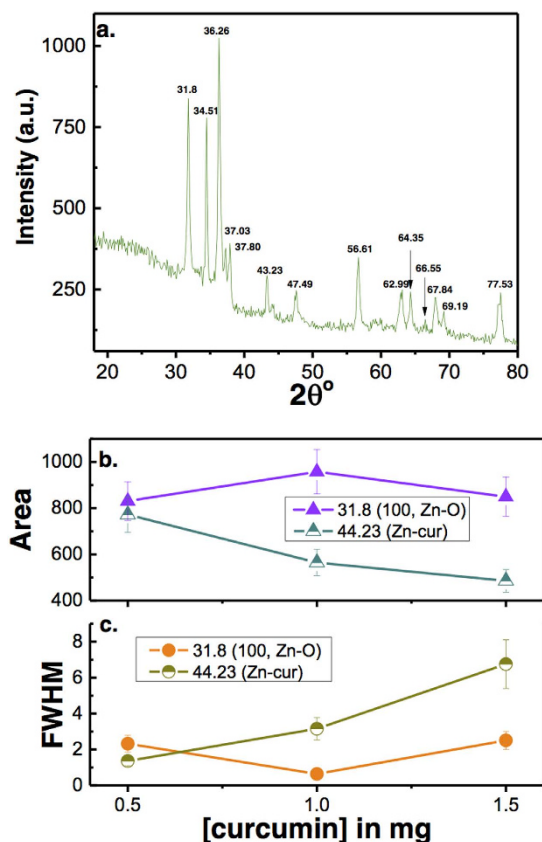 a.
36.26
1000
31.8
34.51
750
Intensity (a.u.)
500
37.03
37.80
56.61
64.35
66.55
43.23
47.49
62.99
67.84
69.19
77.53
250
20 30 40 50 60 70 80
2θ°
b.
1000
800
600
400
Area
31.8 (100, Zn-O)
44.23 (Zn-cur)
c.
8
6
4
2
0
FWHM
31.8 (100, Zn-O)
44.23 (Zn-cur)
0.5 1.0 1.5
[curcumin] in mg